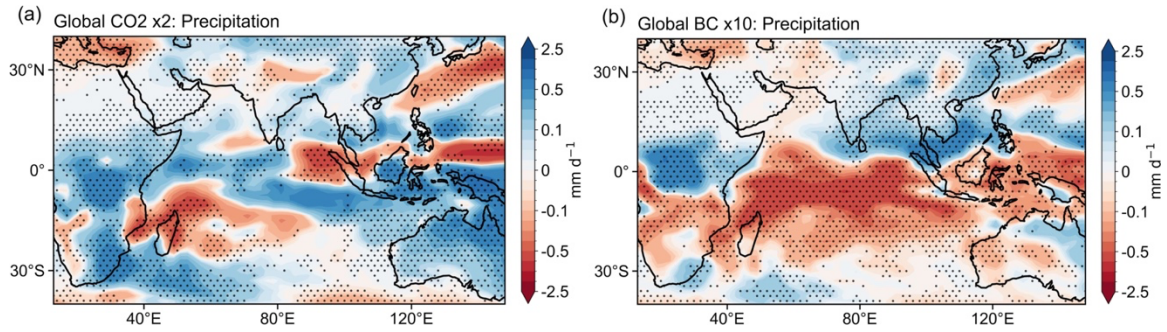 (a) Global CO2 x2: Precipitation
30°N
0°
30°S
40°E
80°E
120°E
2.5
0.5
0.1
0
-0.1
-0.5
-2.5
mm d⁻¹
(b) Global BC x10: Precipitation
30°N
0°
30°S
40°E
80°E
120°E
2.5
0.5
0.1
0
-0.1
-0.5
-2.5
mm d⁻¹